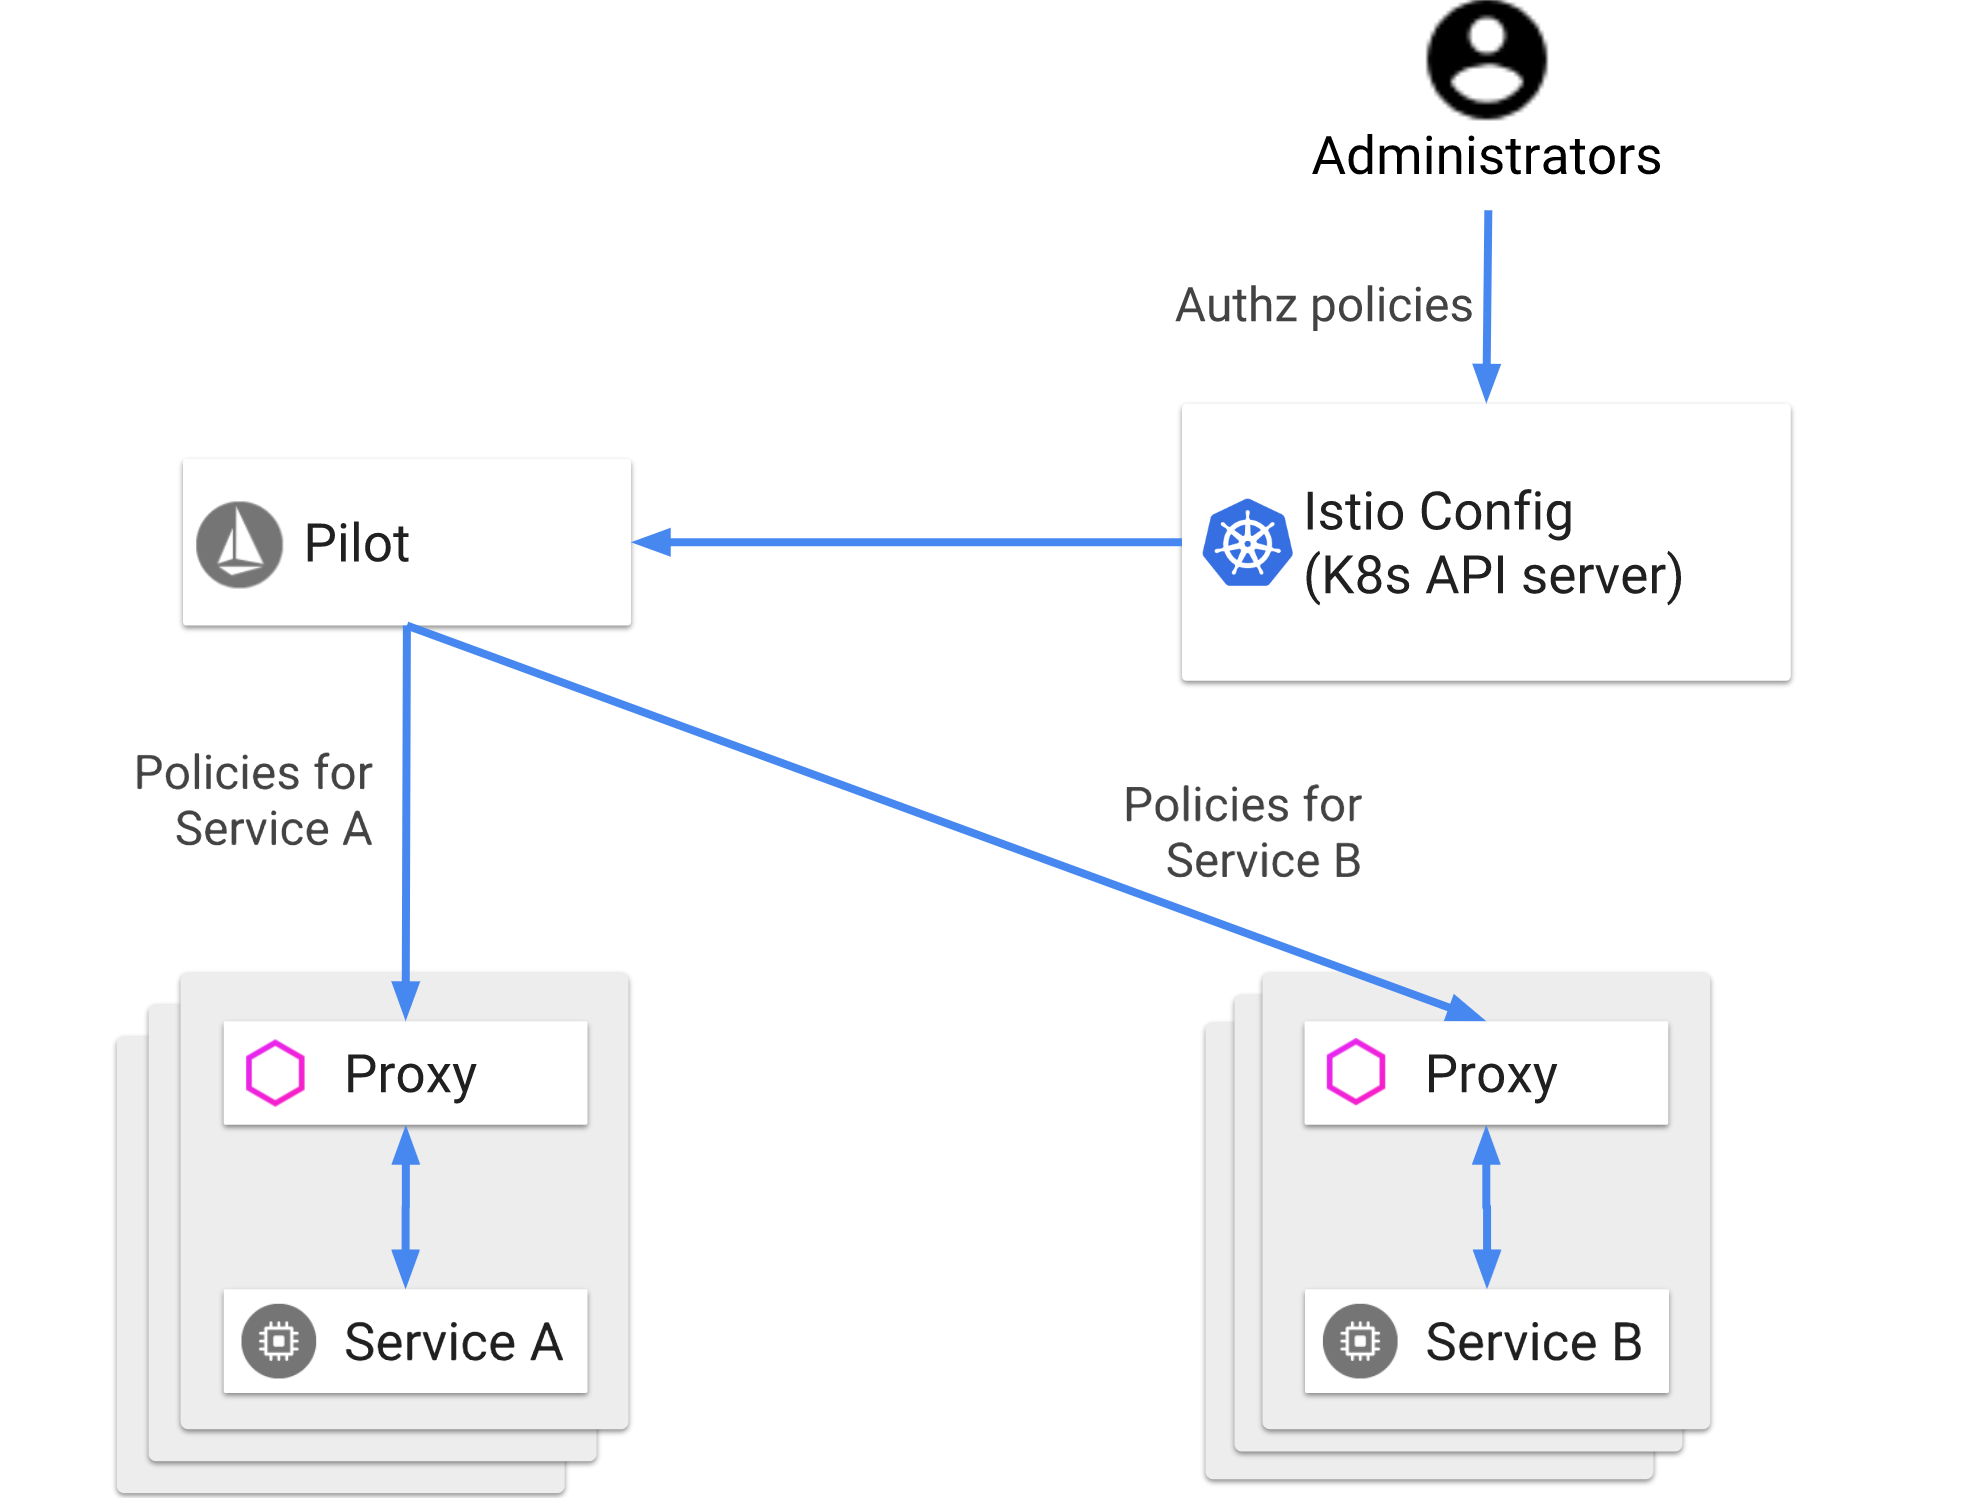 Administrators
Authz policies
Pilot
Istio Config
(K8s API server)
Policies for
Service A
Policies for
Service B
Proxy
Proxy
Service A
Service B